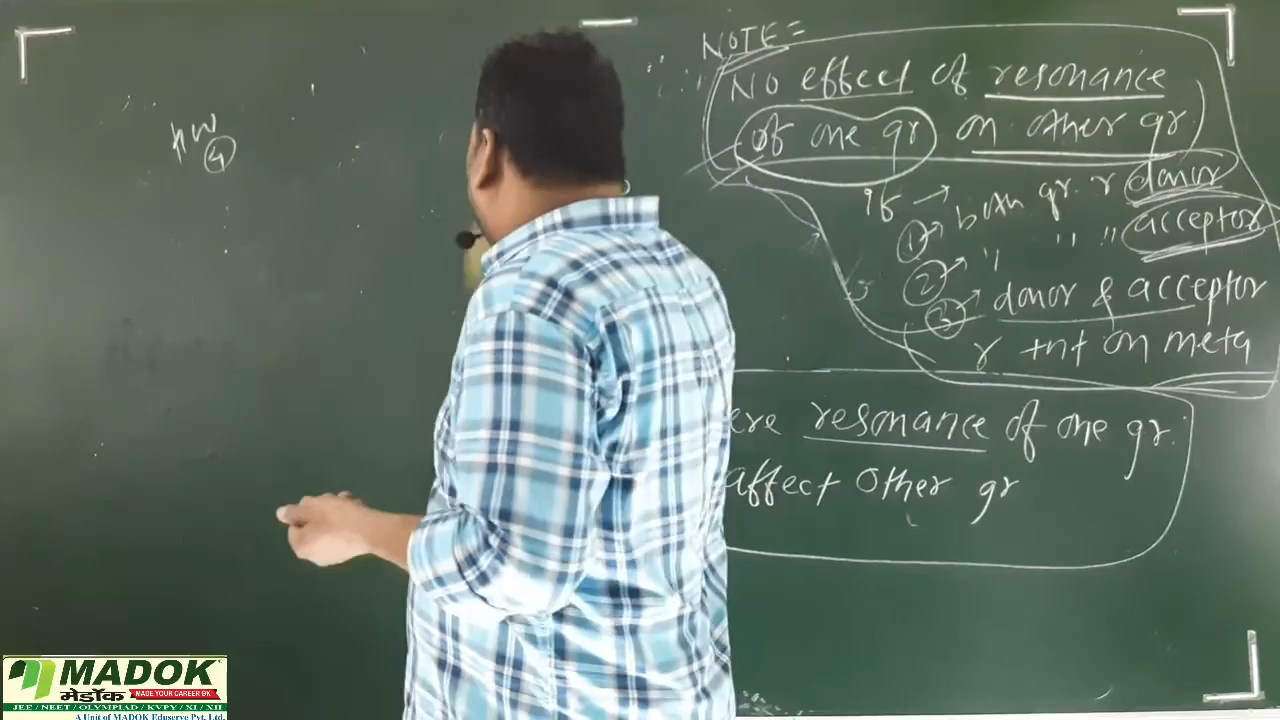 HW
4
NOTE =
No effect of resonance
of one gr on other gr
if → both gr. r donor
① " " " acceptor
②
③ donor & acceptor
r tnt on meta
ere resonance of one gr.
affect other gr
MADOK
मेडॉक MADE YOUR CAREER BK
JEE / NEET / OLYMPIAD / KVPY / XI / XII
A Unit of MADOK Eduserve Pvt. Ltd.